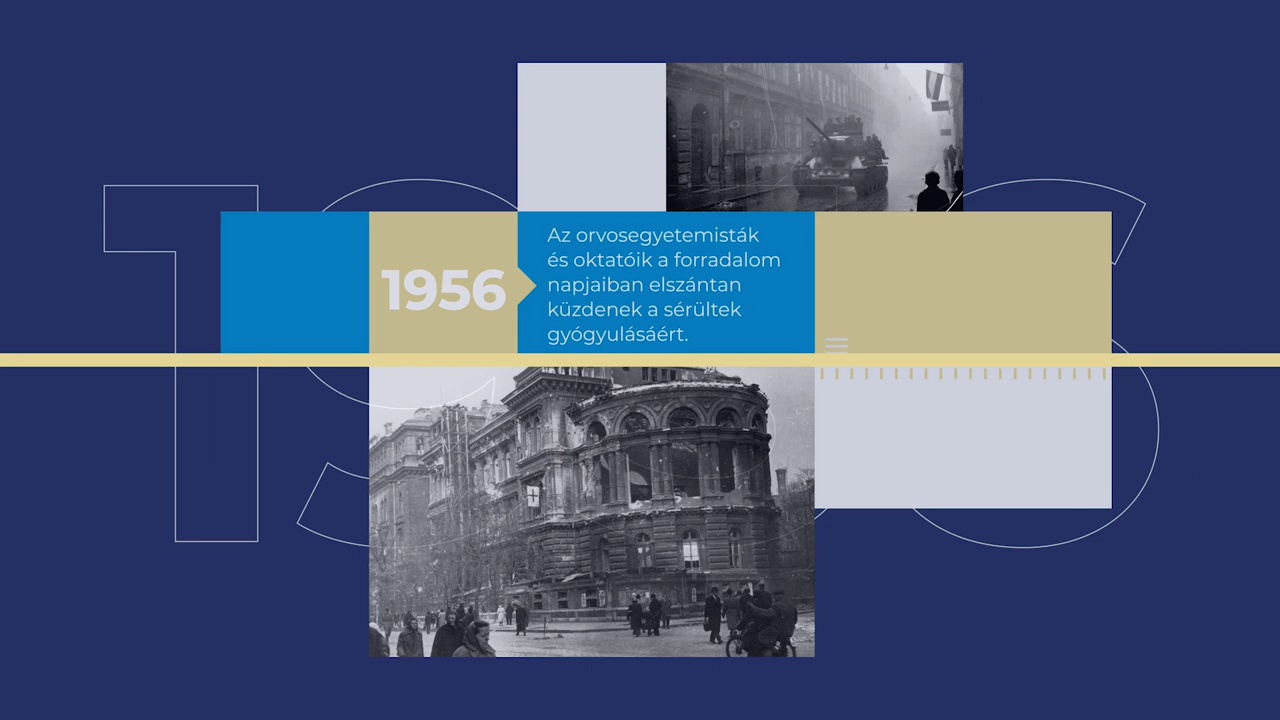 1956
Az orvosegyetemisták
és oktatóik a forradalom
napjaiban elszántan
küzdenek a sérültek
gyógyulásáért.